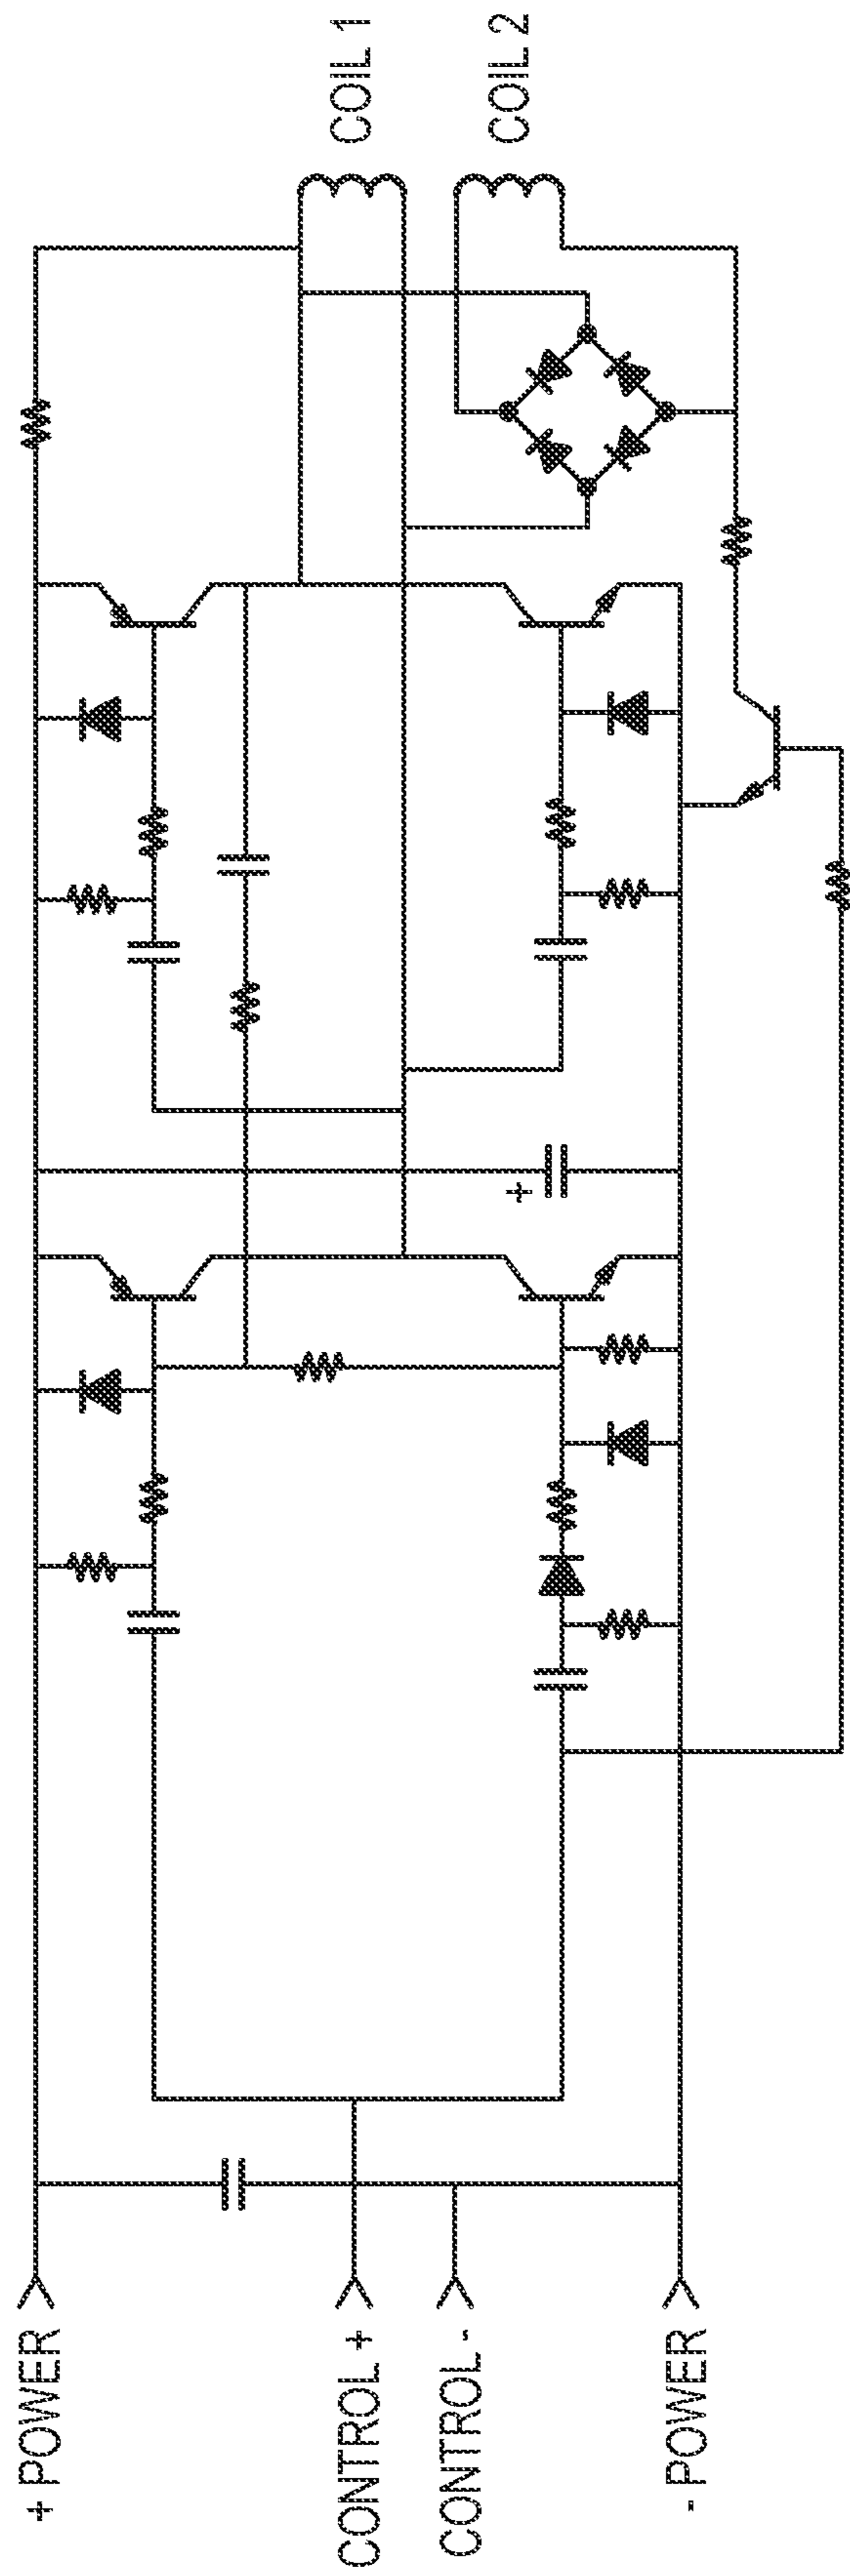 COIL 1
COIL 2
+
+ POWER
CONTROL +
CONTROL -
- POWER